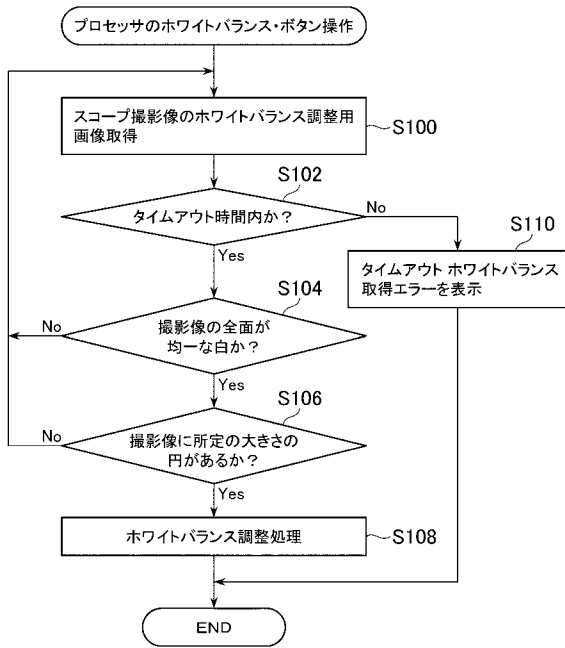 プロセッサのホワイトバランス・ボタン操作
スコープ撮影像のホワイトバランス調整用
画像取得
S100
S102
タイムアウト時間内か？
No
Yes
S110
タイムアウト ホワイトバランス
取得エラーを表示
S104
撮影像の全面が
均一な白か？
No
Yes
S106
撮影像に所定の大きさの
円があるか？
No
Yes
ホワイトバランス調整処理
S108
END